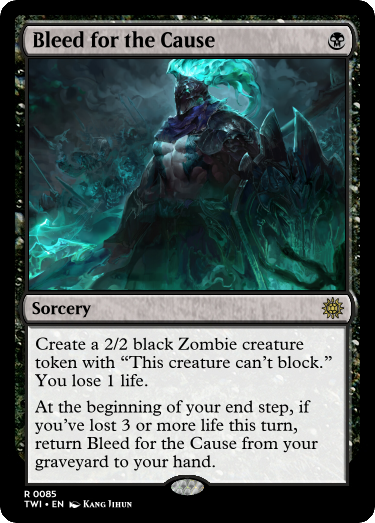 Bleed for the Cause
Sorcery
Create a 2/2 black Zombie creature
token with “This creature can’t block.”
You lose 1 life.
At the beginning of your end step, if
you’ve lost 3 or more life this turn,
return Bleed for the Cause from your
graveyard to your hand.
R 0085
TWI • EN Kang Jihun